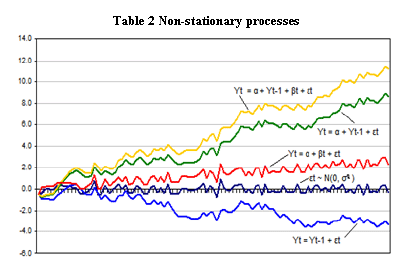 Table 2 Non-stationary processes
14.0
12.0
10.0
8.0
6.0
4.0
2.0
0.0
-2.0
-4.0
-6.0
Yt = α + Yt-1 + βt + εt
Yt = α + Yt-1 + εt
Yt = α + βt + εt
εt ~ N(0, σ²)
Yt = Yt-1 + εt